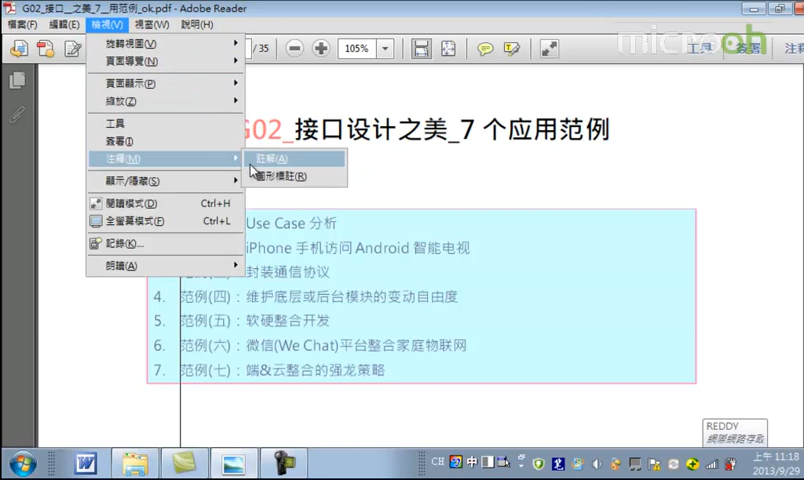 G02_接口__之美_7__用范例_ok.pdf - Adobe Reader
檔案(F) 編輯(E) 檢視(V) 視窗(W) 說明(H)
/ 35 105% 工具 簽署 注釋
microoh
旋轉視圖(V)
頁面導覽(N)
頁面顯示(P)
縮放(Z)
工具
簽署(I)
注釋(M)
註解(A)
圖形標註(R)
顯示/隱藏(S)
閱讀模式(D) Ctrl+H
全螢幕模式(F) Ctrl+L
記錄(K)...
朗讀(A)
G02_接口设计之美_7 个应用范例
Use Case 分析
iPhone 手机访问 Android 智能电视
封装通信协议
4. 范例(四)：维护底层或后台模块的变动自由度
5. 范例(五)：软硬整合开发
6. 范例(六)：微信(We Chat)平台整合家庭物联网
7. 范例(七)：端&云整合的强龙策略
REDDY
網際網路存取
CH 中
上午 11:18
2013/9/29